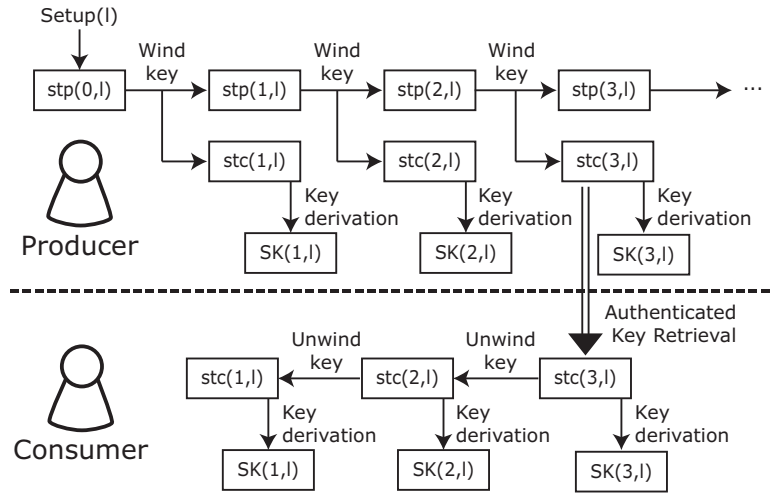 Setup(l)
Wind
key
Wind
key
Wind
key
stp(0,l)
stp(1,l)
stp(2,l)
stp(3,l)
...
stc(1,l)
stc(2,l)
stc(3,l)
Key
derivation
Key
derivation
Key
derivation
Producer
SK(1,l)
SK(2,l)
SK(3,l)
Authenticated
Key Retrieval
Unwind
key
Unwind
key
stc(1,l)
stc(2,l)
stc(3,l)
Key
derivation
Key
derivation
Key
derivation
Consumer
SK(1,l)
SK(2,l)
SK(3,l)